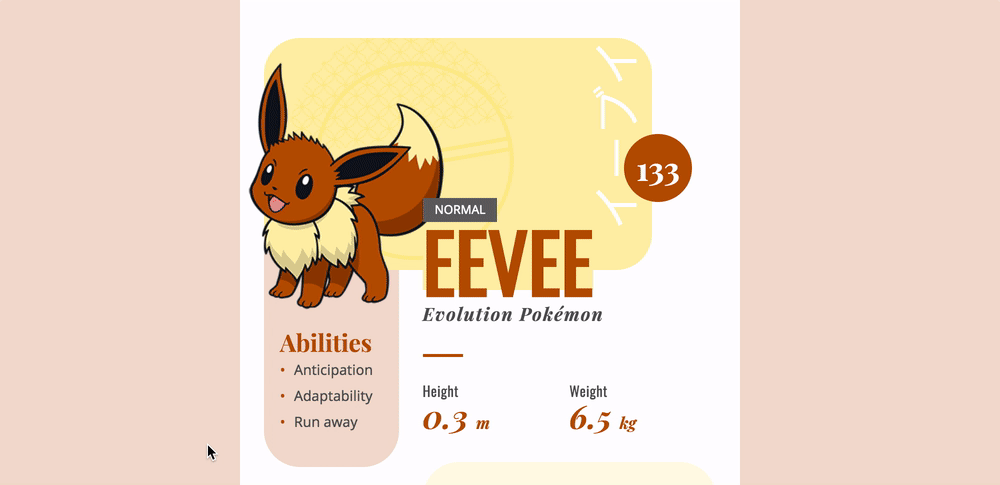 イーブイ
133
NORMAL
EEVEE
Evolution Pokémon
Abilities
• Anticipation
• Adaptability
• Run away
Height
0.3 m
Weight
6.5 kg